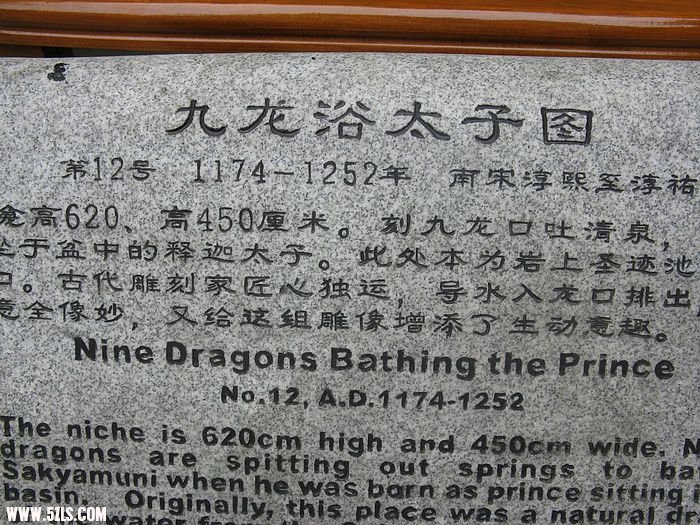 九龙浴太子图
第12号 1174-1252年 南宋淳熙至淳祐
龛高620、高450厘米。刻九龙口吐清泉，
坐于盆中的释迦太子。此处本为岩上圣迹池
口。古代雕刻家匠心独运，导水入龙口排出
全像妙，又给这组雕像增添了生动意趣。
Nine Dragons Bathing the Prince
No.12, A.D.1174-1252
The niche is 620cm high and 450cm wide. N
dragons are spitting out springs to ba
Sakyamuni when he was born as prince sitting
basin. Originally, this place was a natural dr
water
WWW.51LS.COM